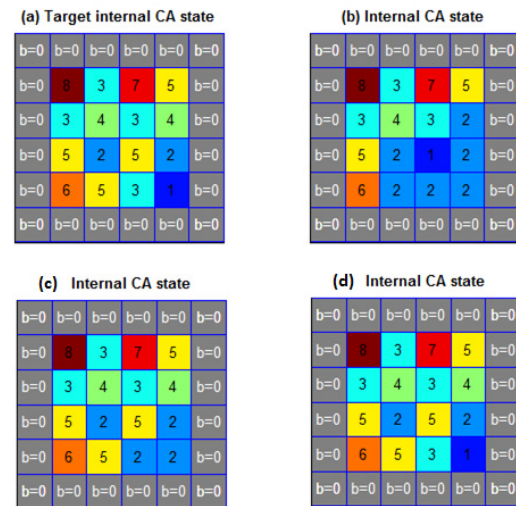 (a) Target internal CA state
b=0 b=0 b=0 b=0 b=0 b=0
b=0 8 3 7 5 b=0
b=0 3 4 3 4 b=0
b=0 5 2 5 2 b=0
b=0 6 5 3 1 b=0
b=0 b=0 b=0 b=0 b=0 b=0
(b) Internal CA state
b=0 b=0 b=0 b=0 b=0 b=0
b=0 8 3 7 5 b=0
b=0 3 4 3 2 b=0
b=0 5 2 1 2 b=0
b=0 6 2 2 2 b=0
b=0 b=0 b=0 b=0 b=0 b=0
(c) Internal CA state
b=0 b=0 b=0 b=0 b=0 b=0
b=0 8 3 7 5 b=0
b=0 3 4 3 4 b=0
b=0 5 2 5 2 b=0
b=0 6 5 2 2 b=0
b=0 b=0 b=0 b=0 b=0 b=0
(d) Internal CA state
b=0 b=0 b=0 b=0 b=0 b=0
b=0 8 3 7 5 b=0
b=0 3 4 3 4 b=0
b=0 5 2 5 2 b=0
b=0 6 5 3 1 b=0
b=0 b=0 b=0 b=0 b=0 b=0